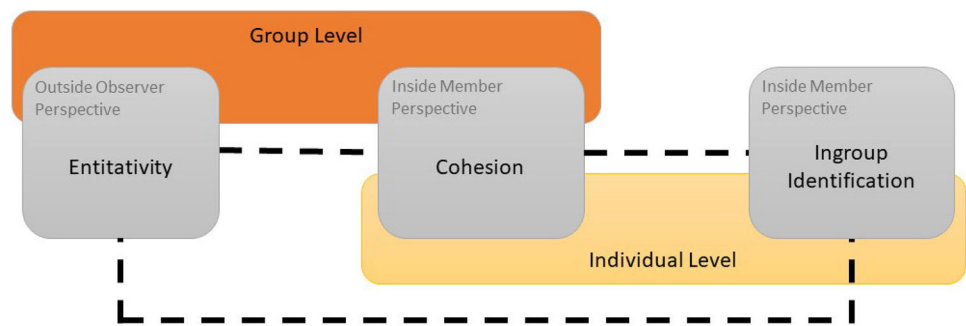 Group Level
Outside Observer
Perspective
Entitativity
Inside Member
Perspective
Cohesion
Inside Member
Perspective
Ingroup
Identification
Individual Level